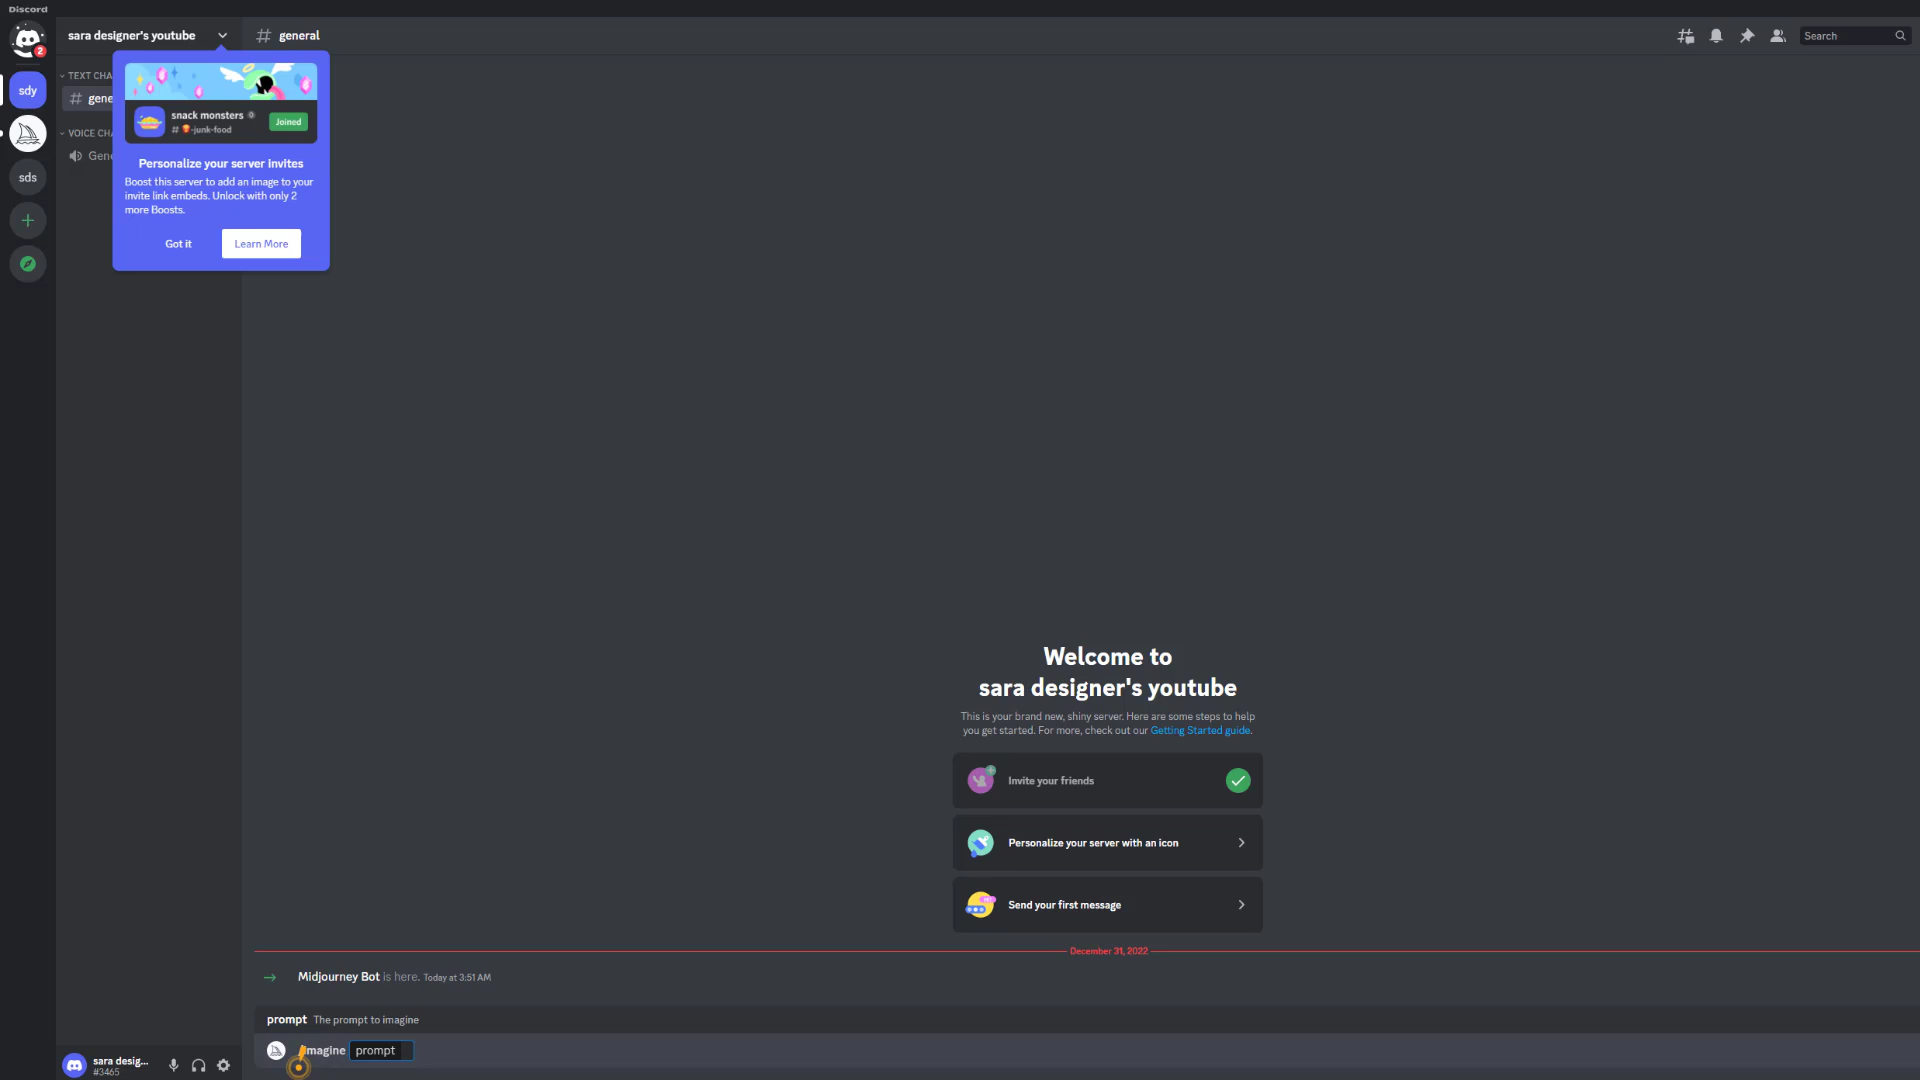 Discord
2
sara designer's youtube
# general
Search
sdy
TEXT CHA
# gene
VOICE CHA
Gene
sds
snack monsters
# -junk-food
Joined
Personalize your server invites
Boost this server to add an image to your
invite link embeds. Unlock with only 2
more Boosts.
Got it
Learn More
Welcome to
sara designer's youtube
This is your brand new, shiny server. Here are some steps to help
you get started. For more, check out our Getting Started guide.
Invite your friends
Personalize your server with an icon
Send your first message
December 31, 2022
Midjourney Bot is here. Today at 3:51 AM
prompt The prompt to imagine
/imagine prompt
sara desig...
#3465